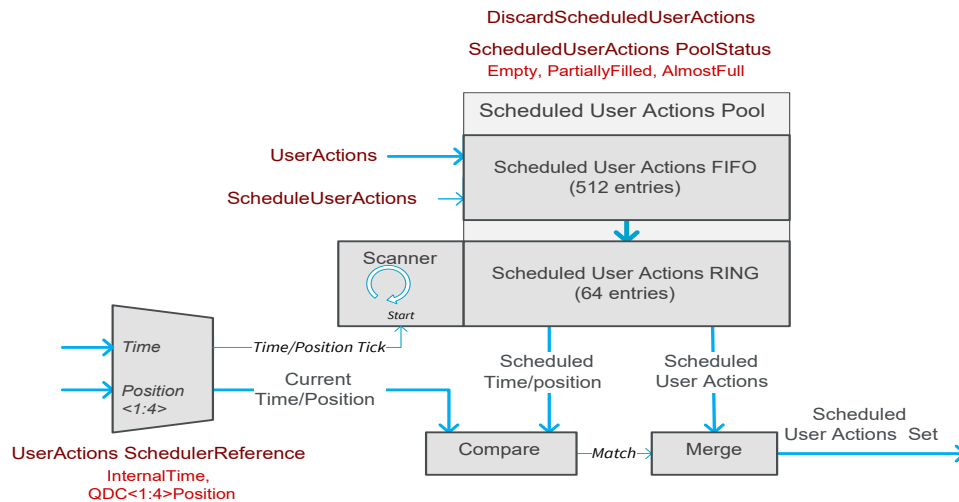 DiscardScheduledUserActions
ScheduledUserActions PoolStatus
Empty, PartiallyFilled, AlmostFull
Scheduled User Actions Pool
UserActions
Scheduled User Actions FIFO
(512 entries)
ScheduleUserActions
Scanner
Start
Scheduled User Actions RING
(64 entries)
Time
Time/Position Tick
Position
<1:4>
Current
Time/Position
Scheduled
Time/position
Scheduled
User Actions
Compare
Match
Merge
Scheduled
User Actions Set
UserActions SchedulerReference
InternalTime,
QDC<1:4>Position